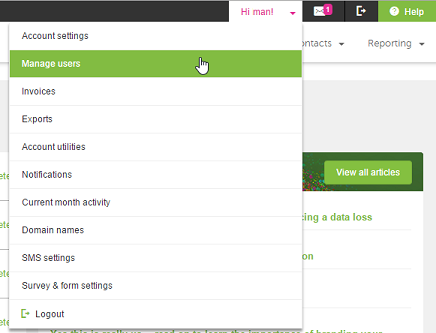 Hi man! 1 Help
Account settings
ontacts Reporting
Manage users
Invoices
Exports
Account utilities
Notifications
View all articles
Current month activity
cing a data loss
Domain names
on
SMS settings
Survey & form settings
Logout